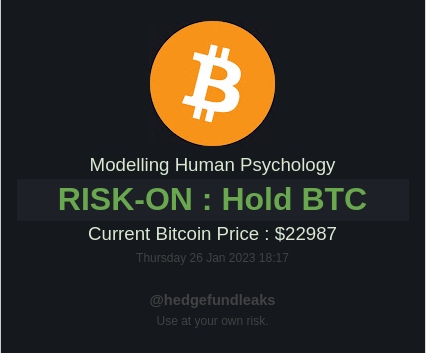 Modelling Human Psychology
RISK-ON : Hold BTC
Current Bitcoin Price : $22987
Thursday 26 Jan 2023 18:17
@hedgefundleaks
Use at your own risk.